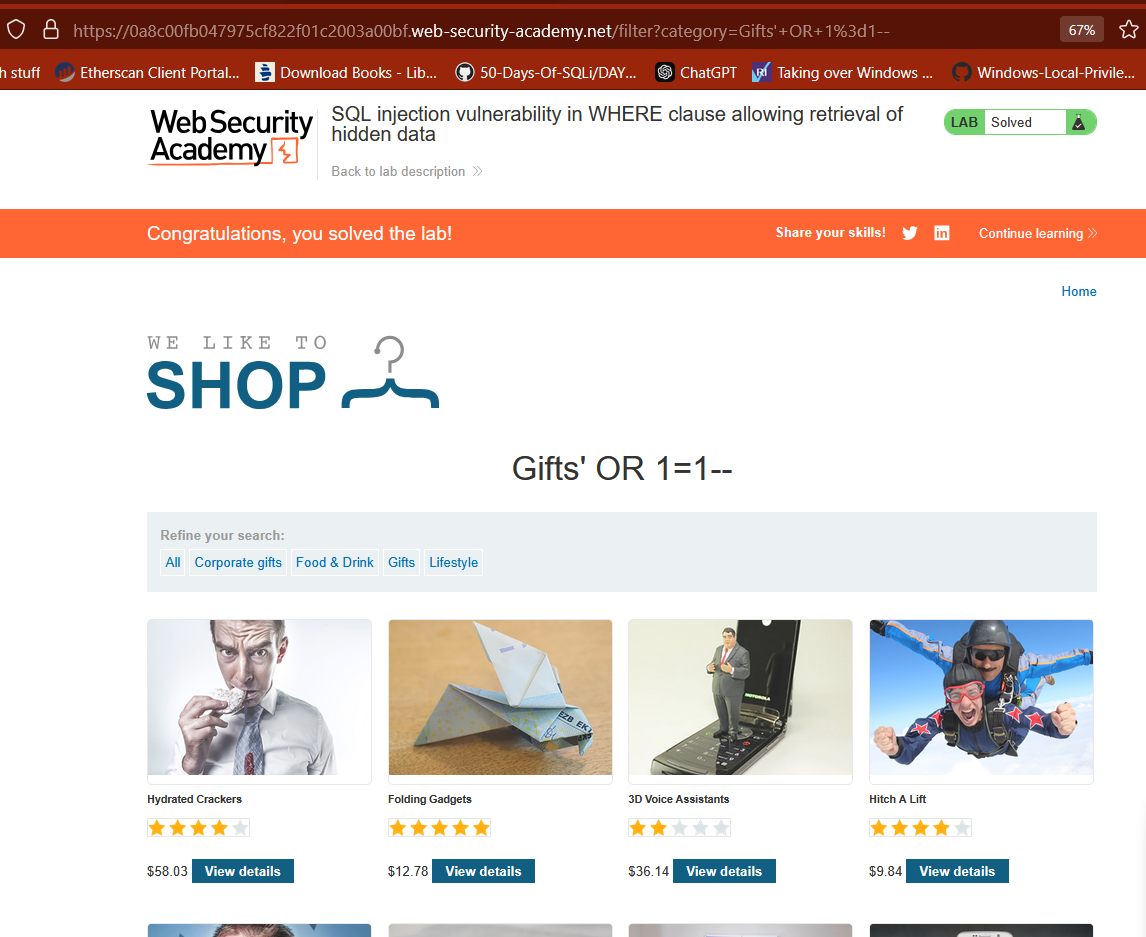 https://0a8c00fb047975cf822f01c2003a00bf.web-security-academy.net/filter?category=Gifts'+OR+1%3d1--
67%
h stuff
Etherscan Client Portal...
Download Books - Lib...
50-Days-Of-SQLi/DAY...
ChatGPT
Taking over Windows ...
Windows-Local-Privile...
Web Security
Academy
SQL injection vulnerability in WHERE clause allowing retrieval of
hidden data
Back to lab description
LAB Solved
Congratulations, you solved the lab!
Share your skills!
Continue learning
Home
WE LIKE TO
SHOP
Gifts' OR 1=1--
Refine your search:
All
Corporate gifts
Food & Drink
Gifts
Lifestyle
MOTOROLA
Hydrated Crackers
Folding Gadgets
3D Voice Assistants
Hitch A Lift
$58.03 View details
$12.78 View details
$36.14 View details
$9.84 View details